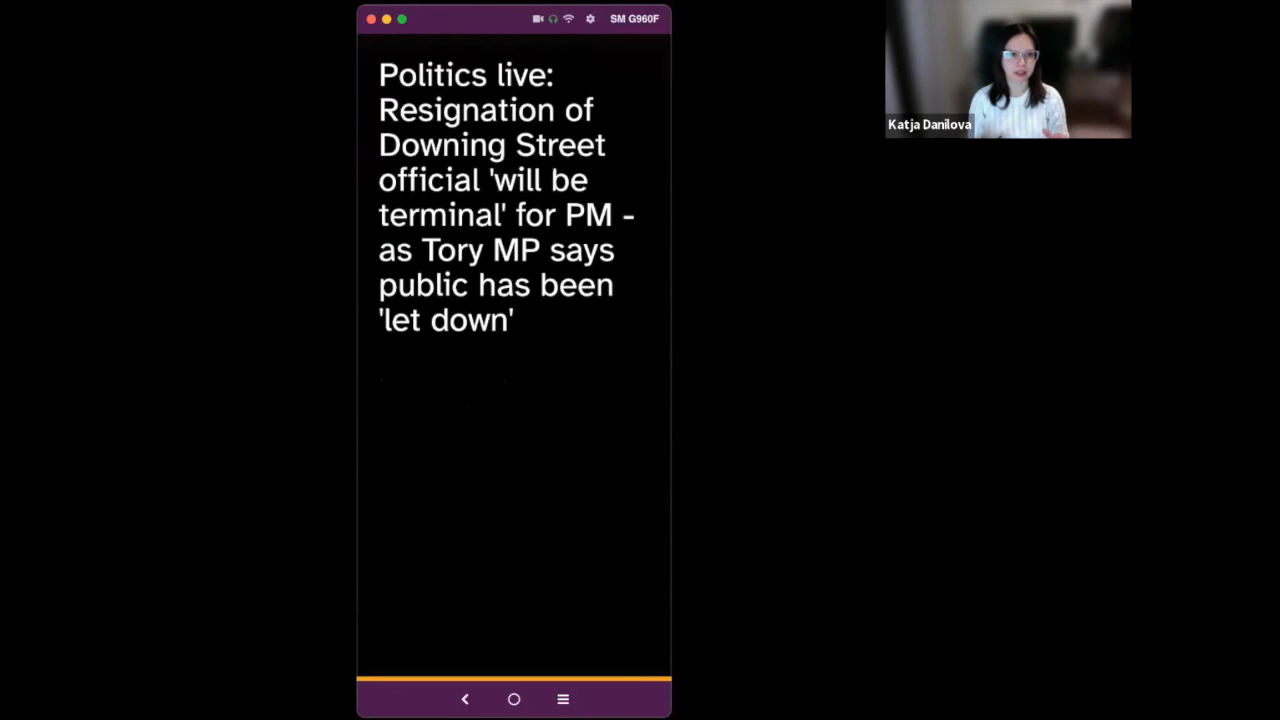 SM G960F
Politics live:
Resignation of
Downing Street
official 'will be
terminal' for PM -
as Tory MP says
public has been
'let down'
Katja Danilova